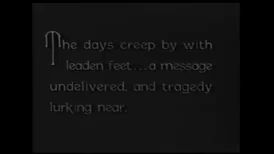 The days creep by with
leaden feet...a message
undelivered, and tragedy
lurking near.